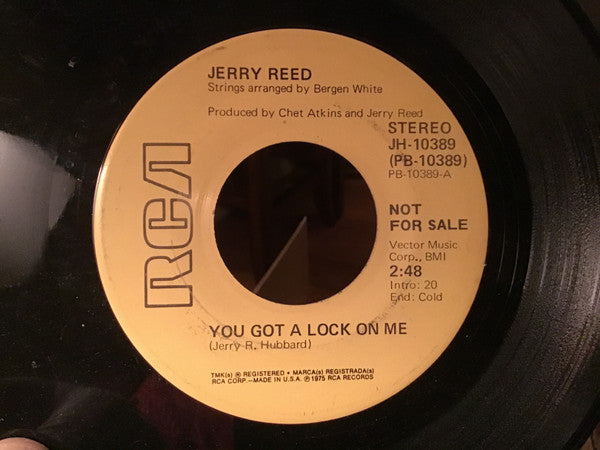 JERRY REED
Strings arranged by Bergen White
Produced by Chet Atkins and Jerry Reed
STEREO
JH-10389
(PB-10389)
PB-10389-A
RCA
NOT
FOR SALE
Vector Music
Corp., BMI
2:48
Intro: 20
End: Cold
YOU GOT A LOCK ON ME
(Jerry R. Hubbard)
TMK(s) ® REGISTERED • MARCA(s) REGISTRADA(s)
RCA CORP.—MADE IN U.S.A. ℗ 1975 RCA RECORDS